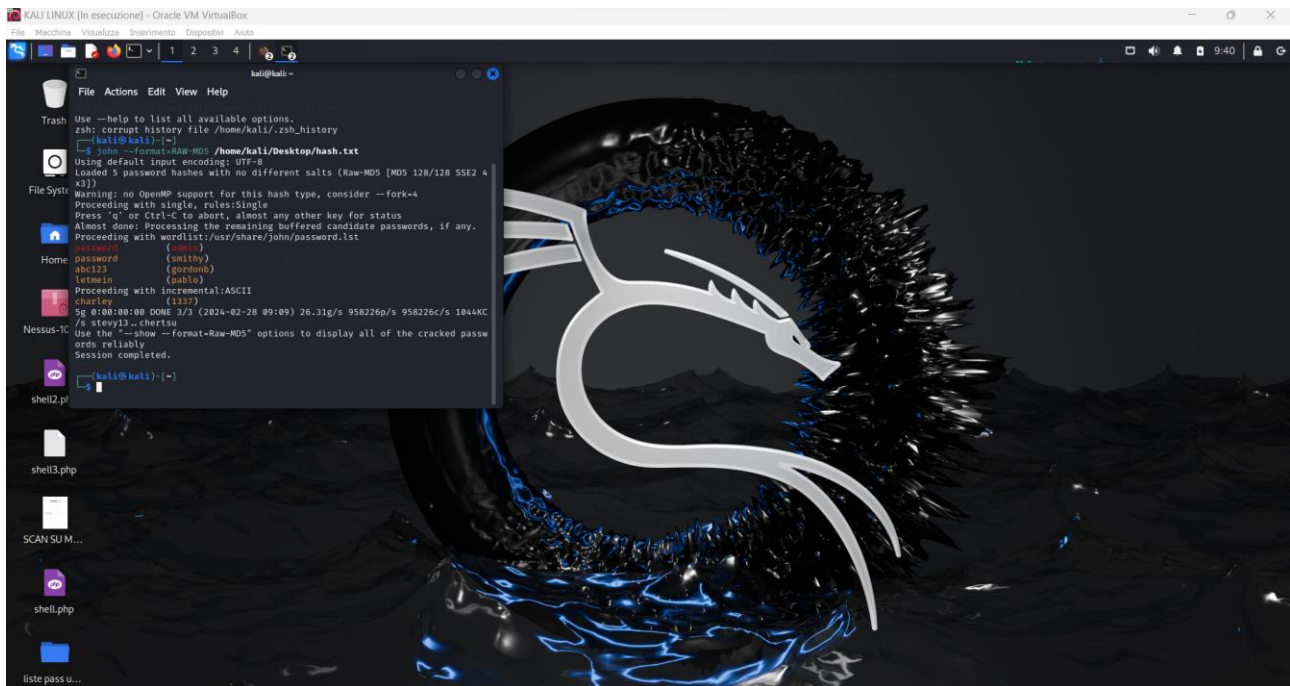 KALI LINUX [In esecuzione] - Oracle VM VirtualBox
File Macchina Visualizza Inserimento Dispositivi Aiuto
1 2 3 4
9:40
kali@kali: ~
File Actions Edit View Help
Use --help to list all available options.
zsh: corrupt history file /home/kali/.zsh_history
(kali㉿kali)-[~]
$ john --format=RAW-MD5 /home/kali/Desktop/hash.txt
Using default input encoding: UTF-8
Loaded 5 password hashes with no different salts (Raw-MD5 [MD5 128/128 SSE2 4
x3])
Warning: no OpenMP support for this hash type, consider --fork=4
Proceeding with single, rules:Single
Press 'q' or Ctrl-C to abort, almost any other key for status
Almost done: Processing the remaining buffered candidate passwords, if any.
Proceeding with wordlist:/usr/share/john/password.lst
password (admin)
password (smithy)
abc123 (gordonb)
letmein (pablo)
Proceeding with incremental:ASCII
charley (1337)
5g 0:00:00:00 DONE 3/3 (2024-02-28 09:09) 26.31g/s 958226p/s 958226c/s 1044KC
/s stevy13..chertsu
Use the "--show --format=Raw-MD5" options to display all of the cracked passw
ords reliably
Session completed.
(kali㉿kali)-[~]
$
Trash
File Syste
Home
Nessus-10
shell2.ph
shell3.php
SCAN SU M...
shell.php
liste pass u...